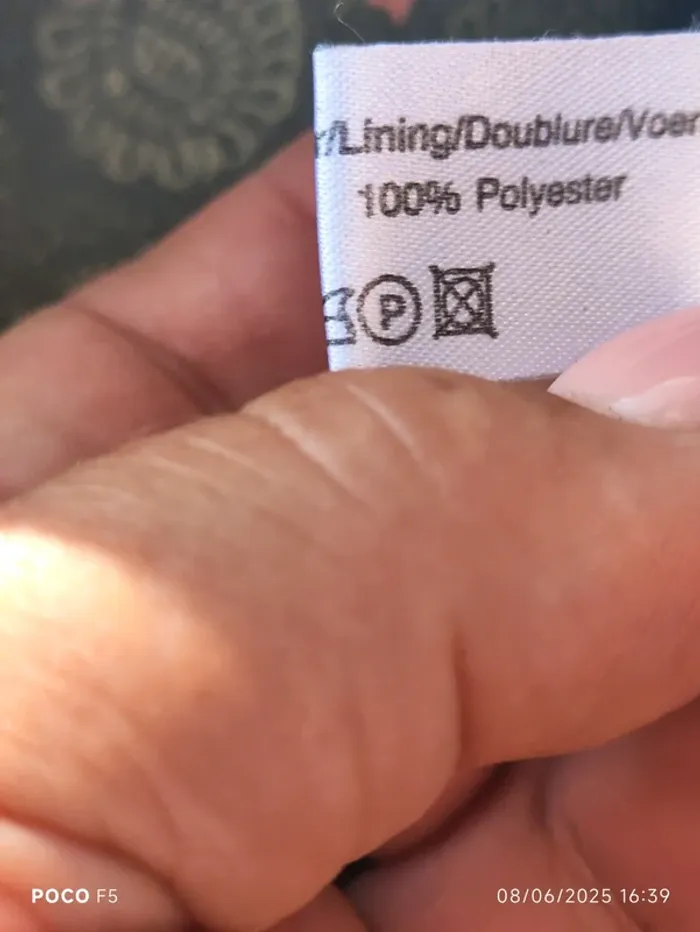 /Lining/Doublure/Voer
100% Polyester
P
POCO F5
08/06/2025 16:39